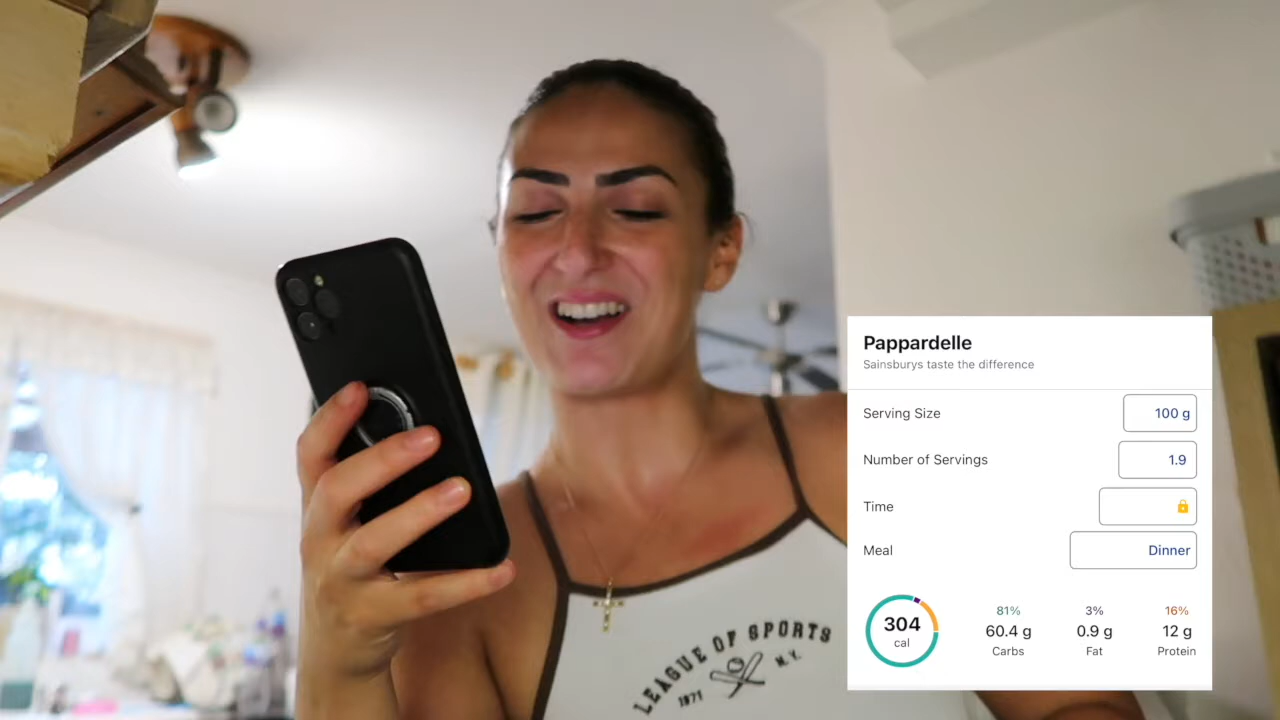 LEAGUE OF SPORTS
1871 N.Y.
Pappardelle
Sainsburys taste the difference
Serving Size 100 g
Number of Servings 1.9
Time
Meal Dinner
304 cal
81% 3% 16%
60.4 g 0.9 g 12 g
Carbs Fat Protein